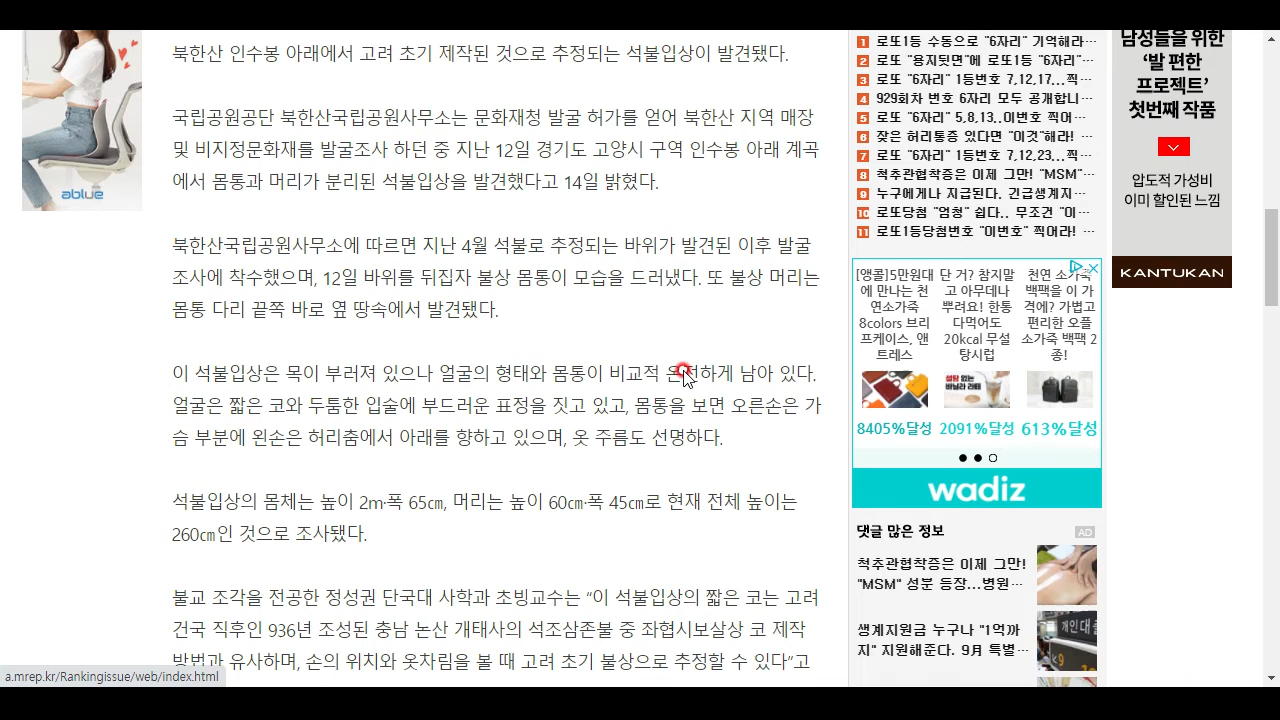 북한산 인수봉 아래에서 고려 초기 제작된 것으로 추정되는 석불입상이 발견됐다.
국립공원공단 북한산국립공원사무소는 문화재청 발굴 허가를 얻어 북한산 지역 매장
및 비지정문화재를 발굴조사 하던 중 지난 12일 경기도 고양시 구역 인수봉 아래 계곡
에서 몸통과 머리가 분리된 석불입상을 발견했다고 14일 밝혔다.
북한산국립공원사무소에 따르면 지난 4월 석불로 추정되는 바위가 발견된 이후 발굴
조사에 착수했으며, 12일 바위를 뒤집자 불상 몸통이 모습을 드러냈다. 또 불상 머리는
몸통 다리 끝쪽 바로 옆 땅속에서 발견됐다.
이 석불입상은 목이 부러져 있으나 얼굴의 형태와 몸통이 비교적 온전하게 남아 있다.
얼굴은 짧은 코와 두툼한 입술에 부드러운 표정을 짓고 있고, 몸통을 보면 오른손은 가
슴 부분에 왼손은 허리춤에서 아래를 향하고 있으며, 옷 주름도 선명하다.
석불입상의 몸체는 높이 2m·폭 65㎝, 머리는 높이 60㎝·폭 45㎝로 현재 전체 높이는
260㎝인 것으로 조사됐다.
불교 조각을 전공한 정성권 단국대 사학과 초빙교수는 “이 석불입상의 짧은 코는 고려
건국 직후인 936년 조성된 충남 논산 개태사의 석조삼존불 중 좌협시보살상 코 제작
방법과 유사하며, 손의 위치와 옷차림을 볼 때 고려 초기 불상으로 추정할 수 있다”고
a.mrep.kr/Rankingissue/web/index.html
ablue
1 로또1등 수동으로 "6자리" 기억해라…
2 로또 "용지뒷면"에 로또1등 "6자리"…
3 로또 "6자리" 1등번호 7,12,17...찍…
4 929회차 번호 6자리 모두 공개합니…
5 로또 "6자리" 5,8,13..이번호 찍어…
6 잦은 허리통증 있다면 "이것"해라! …
7 로또 "6자리" 1등번호 7,12,23...찍…
8 척추관협착증은 이제 그만! "MSM"…
9 누구에게나 지급된다. 긴급생계지…
10 로또당첨 "엄청" 쉽다.. 무조건 "이…
11 로또1등당첨번호 "이번호" 찍어라! …
[앵콜]5만원대
에 만나는 천
연소가죽
8colors 브리
프케이스, 앤
트레스
8405%달성
단 거? 참지말
고 아무데나
뿌려요! 한통
다먹어도
20kcal 무설
탕시럽
설탕 없는
바닐라 라떼
2091%달성
천연 소가죽
백팩을 이 가
격에? 가볍고
편리한 오플
소가죽 백팩 2
종!
613%달성
wadiz
댓글 많은 정보
AD
척추관협착증은 이제 그만!
"MSM" 성분 등장...병원…
생계지원금 누구나 "1억까
지" 지원해준다. 9月 특별…
개인대출
남성들을 위한
‘발 편한
프로젝트’
첫번째 작품
압도적 가성비
이미 할인된 느낌
KANTUKAN